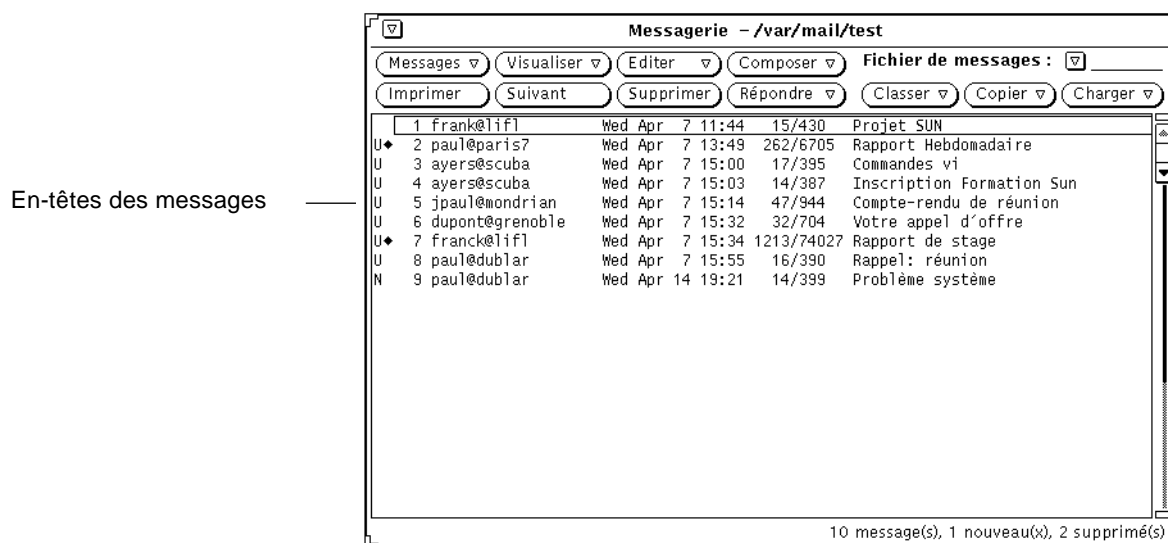 Messagerie – /var/mail/test
Messages Visualiser Editer Composer Fichier de messages :
Imprimer Suivant Supprimer Répondre Classer Copier Charger
1 frank@lifl Wed Apr 7 11:44 15/430 Projet SUN
U◆ 2 paul@paris7 Wed Apr 7 13:49 262/6705 Rapport Hebdomadaire
U 3 ayers@scuba Wed Apr 7 15:00 17/395 Commandes vi
U 4 ayers@scuba Wed Apr 7 15:03 14/387 Inscription Formation Sun
En-têtes des messages
U 5 jpaul@mondrian Wed Apr 7 15:14 47/944 Compte-rendu de réunion
U 6 dupont@grenoble Wed Apr 7 15:32 32/704 Votre appel d´offre
U◆ 7 franck@lifl Wed Apr 7 15:34 1213/74027 Rapport de stage
U 8 paul@dublar Wed Apr 7 15:55 16/390 Rappel: réunion
N 9 paul@dublar Wed Apr 14 19:21 14/399 Problème système
10 message(s), 1 nouveau(x), 2 supprimé(s)